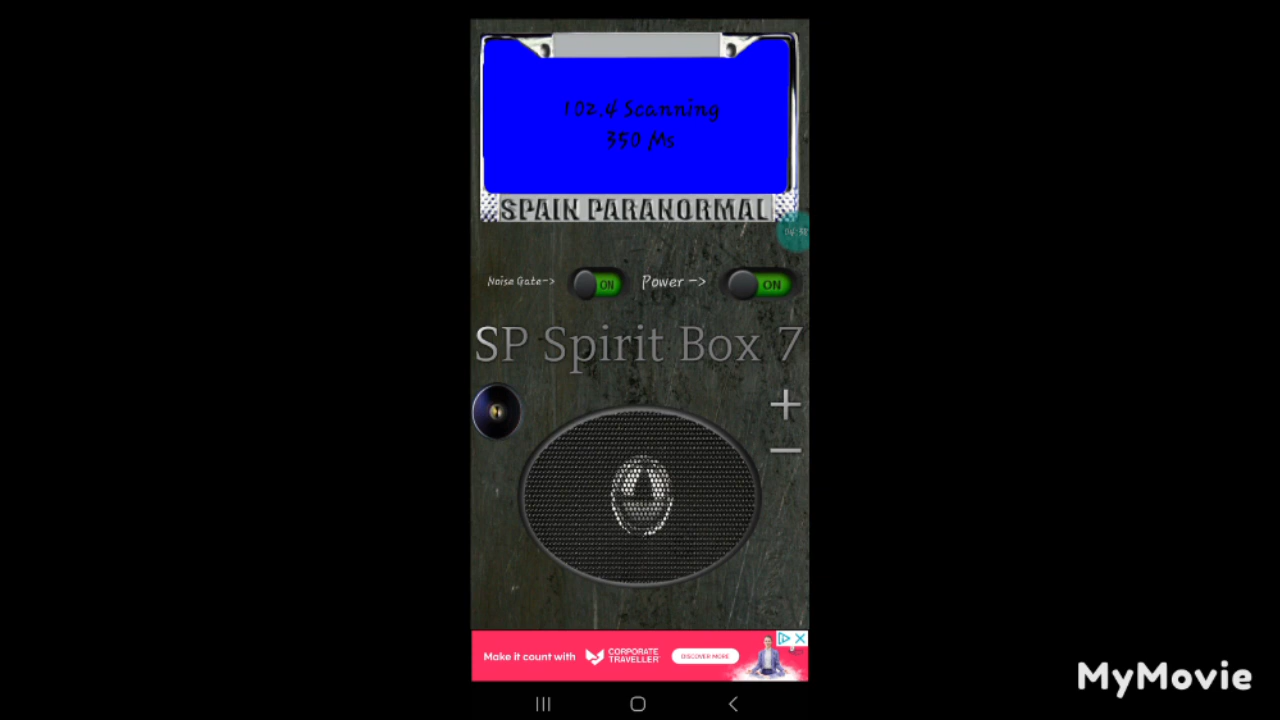 102.4 Scanning
350 Ms
SPAIN PARANORMAL
Noise Gate->
ON
Power ->
ON
SP Spirit Box 7
Make it count with
CORPORATE
TRAVELLER
DISCOVER MORE
MyMovie